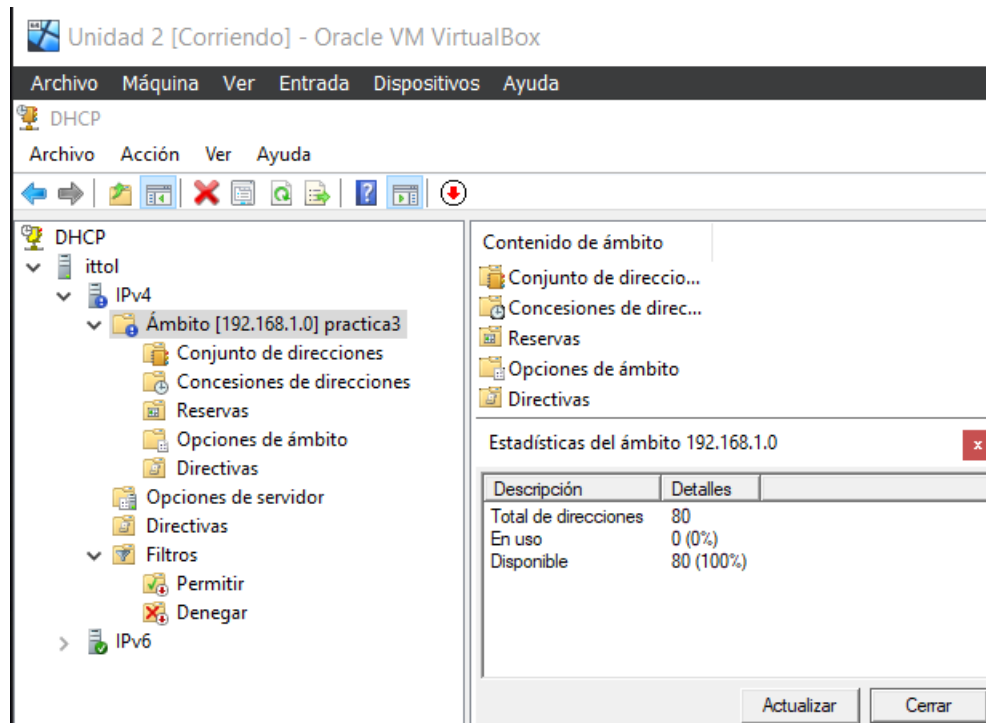 Unidad 2 [Corriendo] - Oracle VM VirtualBox
Archivo Máquina Ver Entrada Dispositivos Ayuda
DHCP
Archivo Acción Ver Ayuda
DHCP
ittol
IPv4
Ámbito [192.168.1.0] practica3
Conjunto de direcciones
Concesiones de direcciones
Reservas
Opciones de ámbito
Directivas
Opciones de servidor
Directivas
Filtros
Permitir
Denegar
IPv6
Contenido de ámbito
Conjunto de direccio...
Concesiones de direc...
Reservas
Opciones de ámbito
Directivas
Estadísticas del ámbito 192.168.1.0
x
Descripción Detalles
Total de direcciones 80
En uso 0 (0%)
Disponible 80 (100%)
Actualizar Cerrar